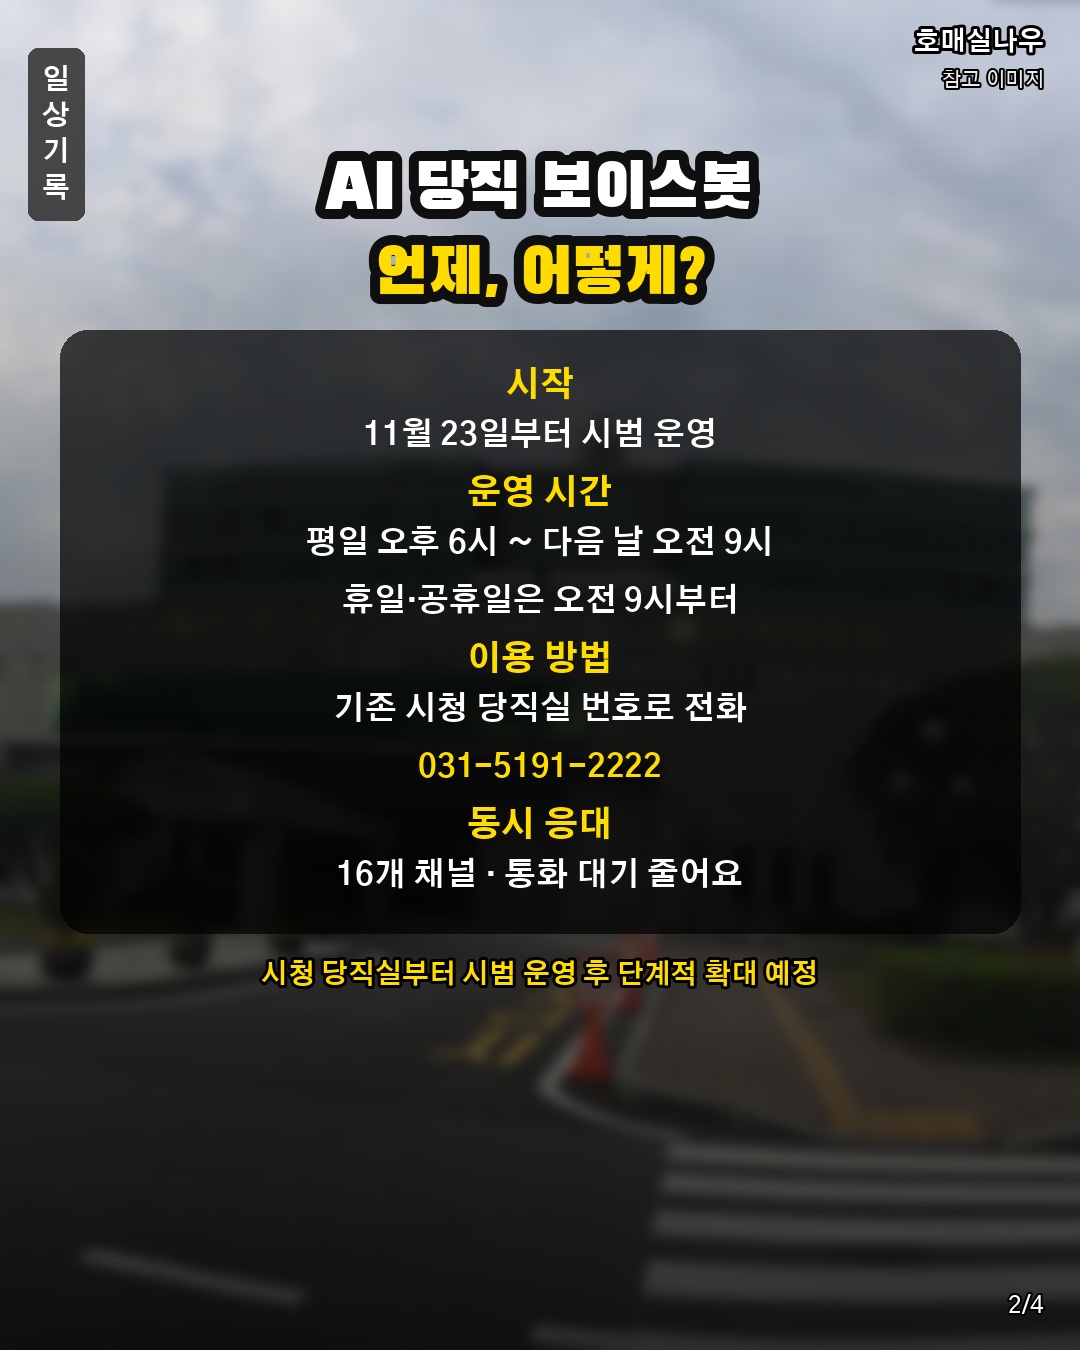 일상기록
호매실나우
참고 이미지
AI 당직 보이스봇
언제, 어떻게?
시작
11월 23일부터 시범 운영
운영 시간
평일 오후 6시 ~ 다음 날 오전 9시
휴일·공휴일은 오전 9시부터
이용 방법
기존 시청 당직실 번호로 전화
031-5191-2222
동시 응대
16개 채널 · 통화 대기 줄어요
시청 당직실부터 시범 운영 후 단계적 확대 예정
2/4